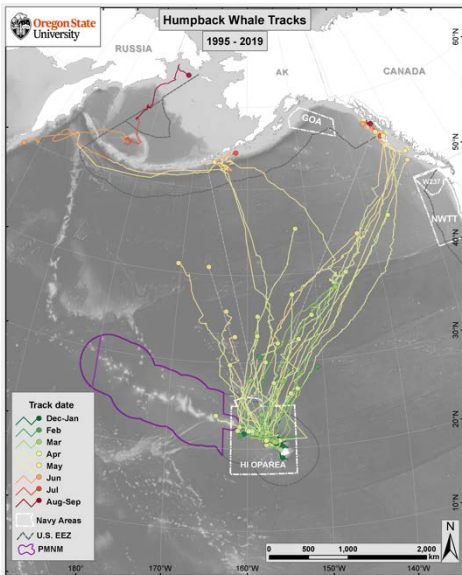 Oregon State
University
Humpback Whale Tracks
1995 - 2019
RUSSIA
AK
CANADA
GOA
W237
NWTT
60°N
50°N
40°N
30°N
20°N
10°N
HI OPAREA
Track date
Dec-Jan
Feb
Mar
Apr
May
Jun
Jul
Aug-Sep
Navy Areas
U.S. EEZ
PMNM
N
0 500 1,000 2,000
km
180°
170°W
160°W
150°W
140°W